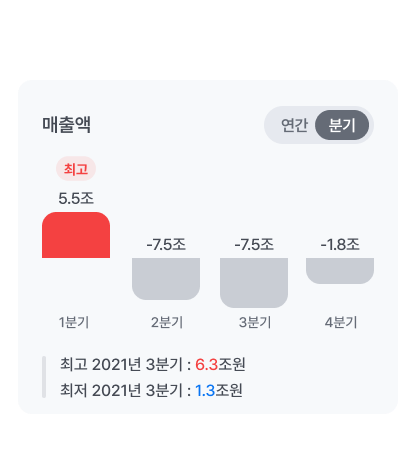 매출액
연간 분기
최고
5.5조
-7.5조 -7.5조 -1.8조
1분기 2분기 3분기 4분기
최고 2021년 3분기 : 6.3조원
최저 2021년 3분기 : 1.3조원